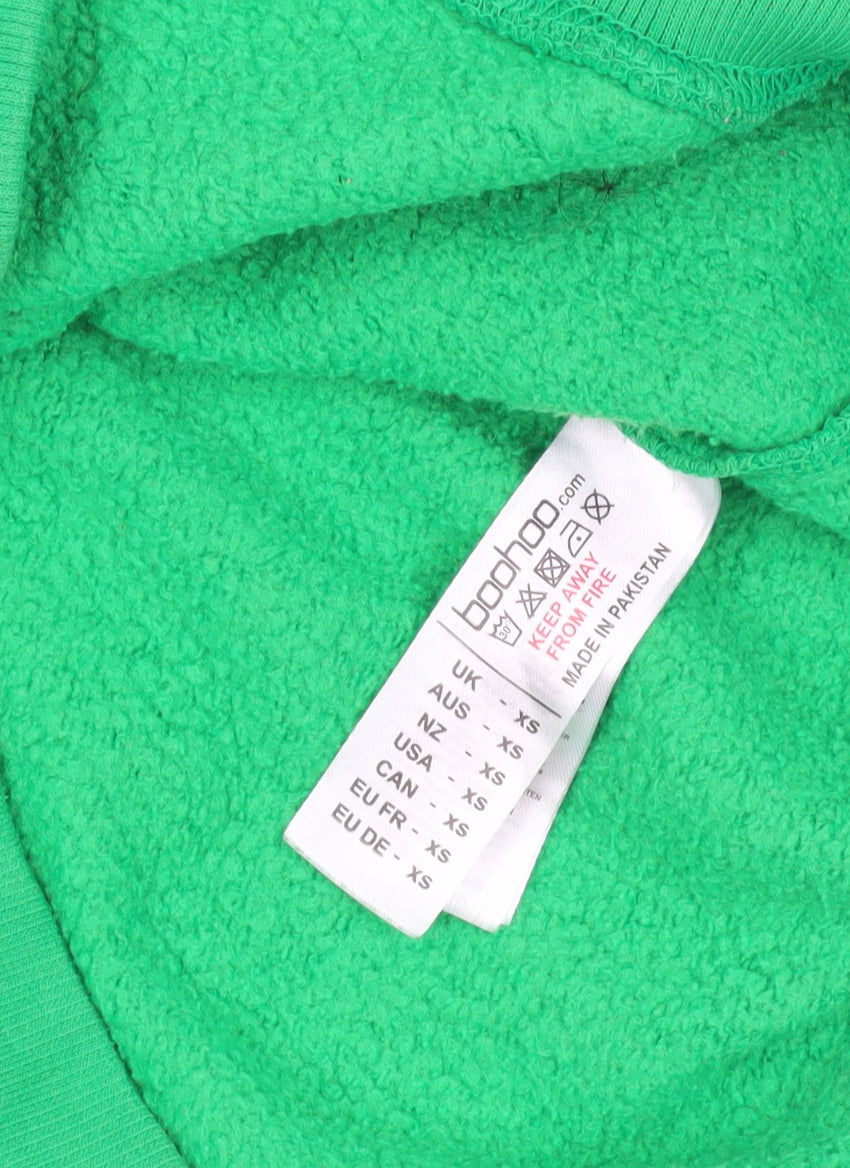 boohoo.com
30°
KEEP AWAY
FROM FIRE
MADE IN PAKISTAN
UK - XS
AUS - XS
NZ - XS
USA - XS
CAN - XS
EU FR - XS
EU DE - XS